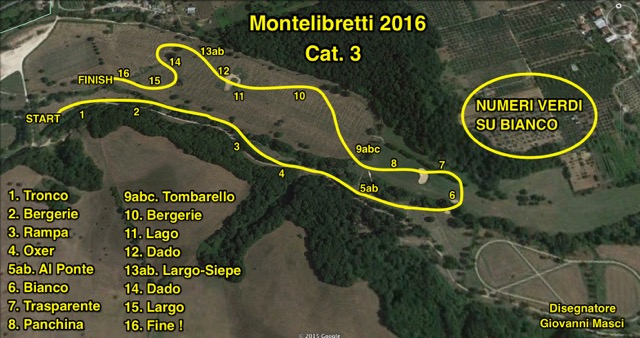 Montelibretti 2016
Cat. 3
NUMERI VERDI
SU BIANCO
START
FINISH
1
2
3
4
5ab
6
7
8
9abc
10
11
12
13ab
14
15
16
1. Tronco
2. Bergerie
3. Rampa
4. Oxer
5ab. Al Ponte
6. Bianco
7. Trasparente
8. Panchina
9abc. Tombarello
10. Bergerie
11. Lago
12. Dado
13ab. Largo-Siepe
14. Dado
15. Largo
16. Fine !
Disegnatore
Giovanni Masci
© 2015 Google